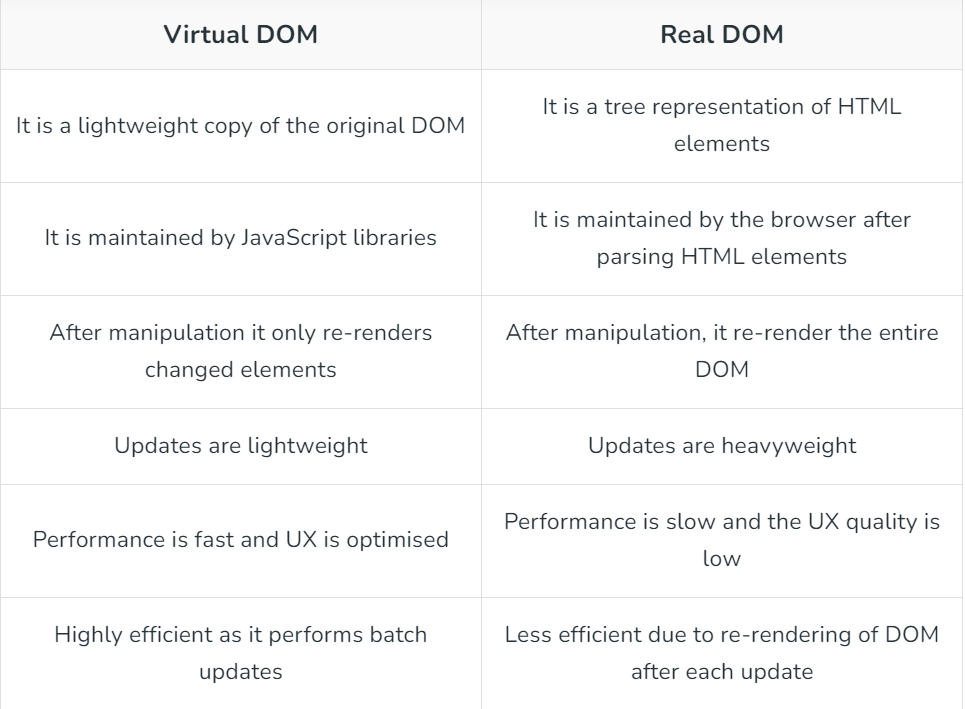 Virtual DOM
Real DOM
It is a lightweight copy of the original DOM
It is a tree representation of HTML
elements
It is maintained by JavaScript libraries
It is maintained by the browser after
parsing HTML elements
After manipulation it only re-renders
changed elements
After manipulation, it re-render the entire
DOM
Updates are lightweight
Updates are heavyweight
Performance is fast and UX is optimised
Performance is slow and the UX quality is
low
Highly efficient as it performs batch
updates
Less efficient due to re-rendering of DOM
after each update